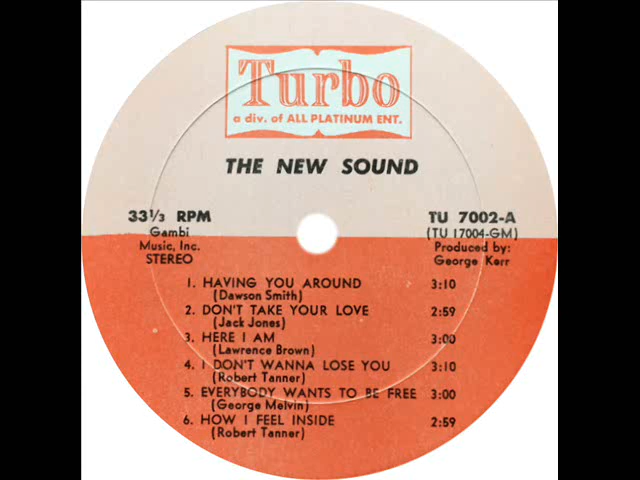 Turbo
a div. of ALL PLATINUM ENT.
THE NEW SOUND
33⅓ RPM
Gambi
Music, Inc.
STEREO
TU 7002-A
(TU 17004-GM)
Produced by:
George Kerr
1. HAVING YOU AROUND 3:10
(Dawson Smith)
2. DON'T TAKE YOUR LOVE 2:59
(Jack Jones)
3. HERE I AM 3:00
(Lawrence Brown)
4. I DON'T WANNA LOSE YOU 3:10
(Robert Tanner)
5. EVERYBODY WANTS TO BE FREE 3:00
(George Melvin)
6. HOW I FEEL INSIDE 2:59
(Robert Tanner)